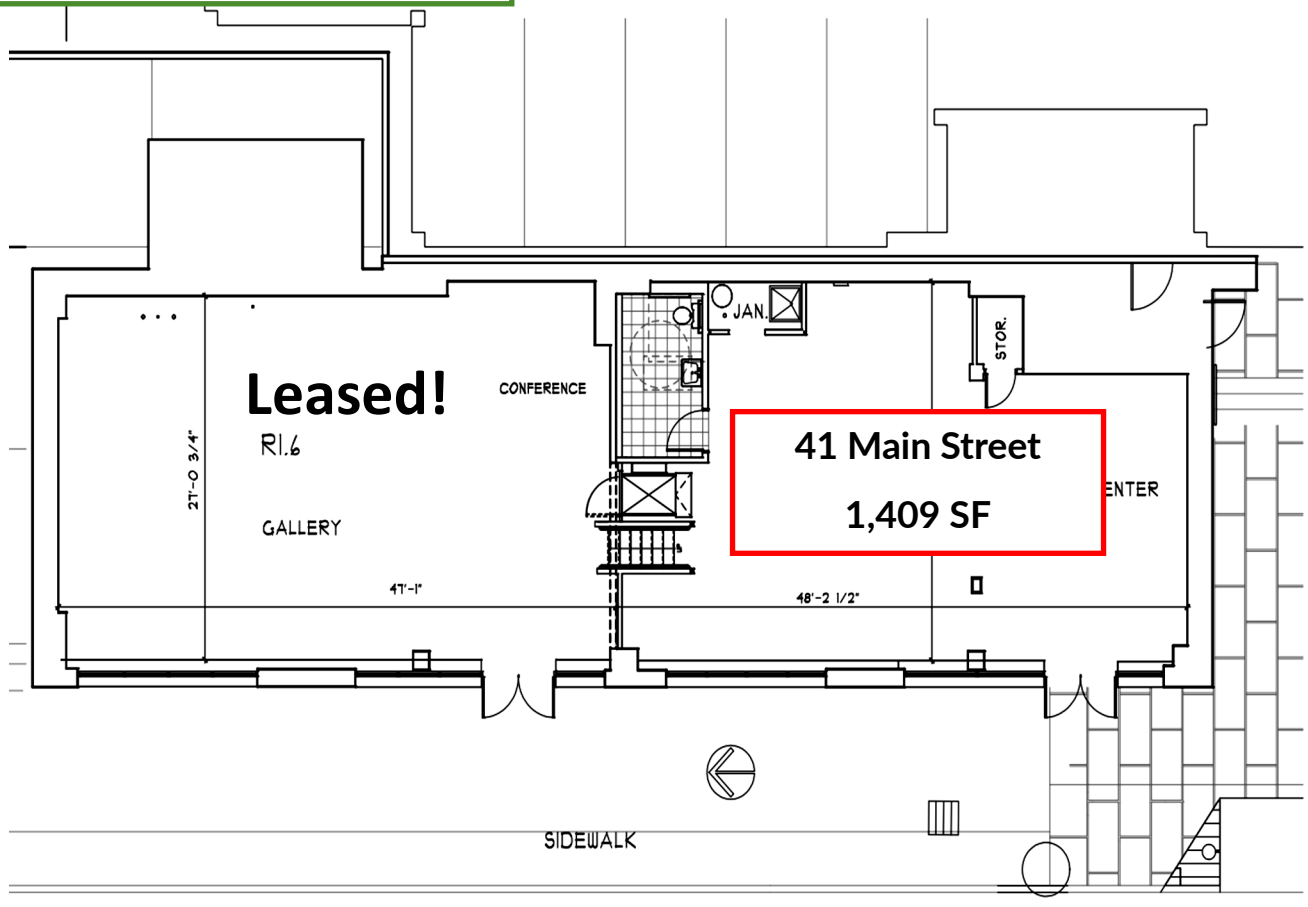 JAN.
STOR.
Leased!
CONFERENCE
R1.6
27'-0 3/4"
41 Main Street
1,409 SF
ENTER
GALLERY
47'-1"
48'-2 1/2"
SIDEWALK